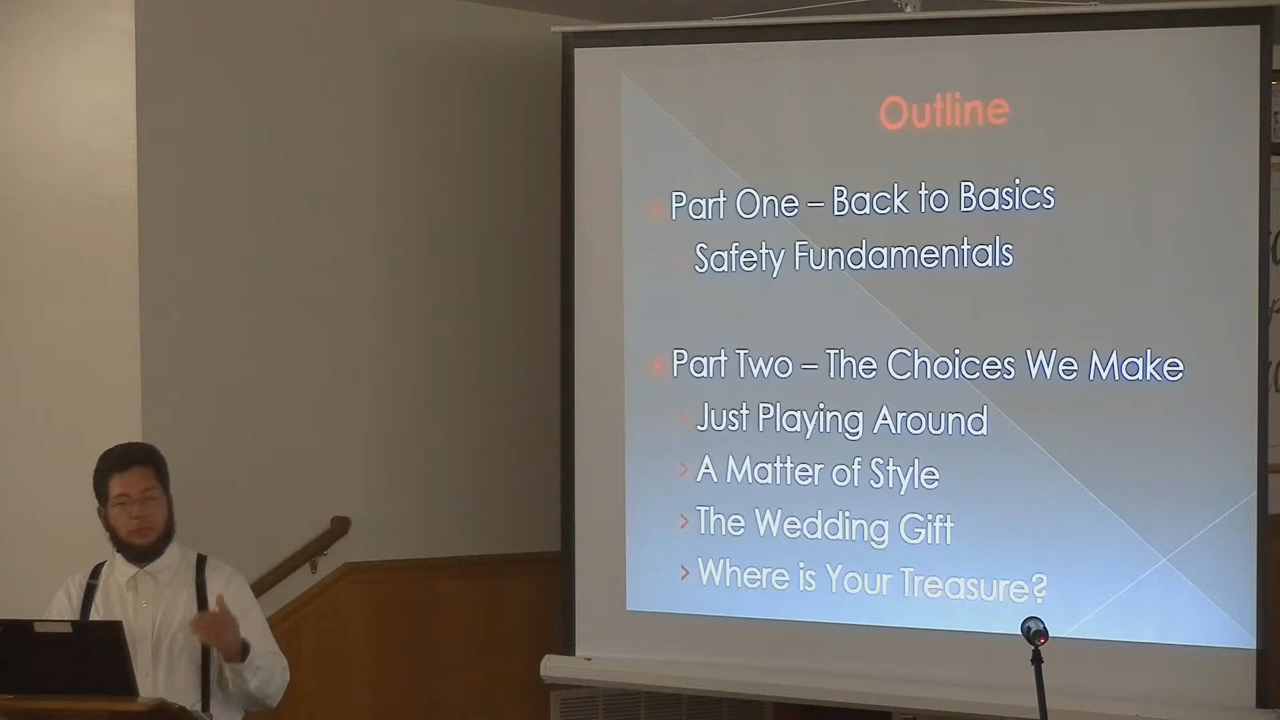 Outline
Part One – Back to Basics
Safety Fundamentals
Part Two – The Choices We Make
Just Playing Around
> A Matter of Style
> The Wedding Gift
> Where is Your Treasure?